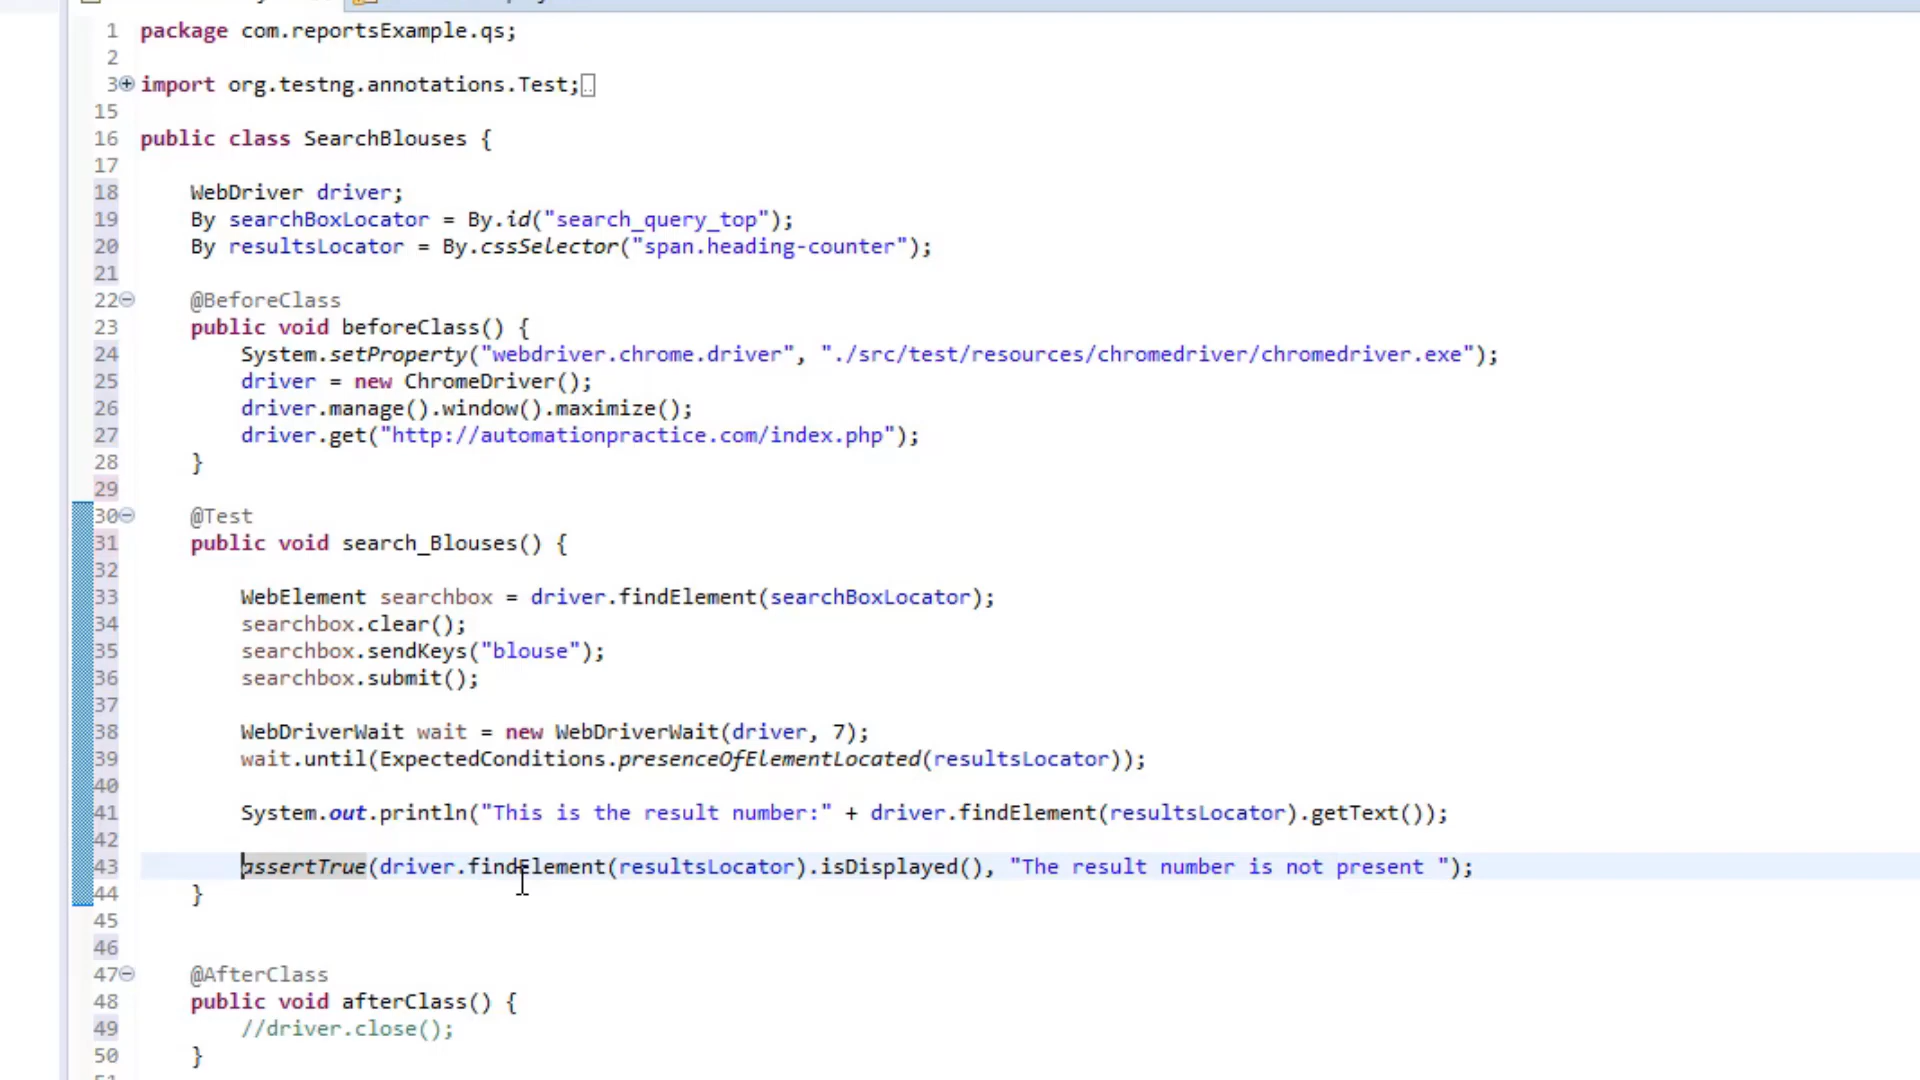 1 package com.reportsExample.qs;
2
3 import org.testng.annotations.Test;
15
16 public class SearchBlouses {
17
18 WebDriver driver;
19 By searchBoxLocator = By.id("search_query_top");
20 By resultsLocator = By.cssSelector("span.heading-counter");
21
22 @BeforeClass
23 public void beforeClass() {
24 System.setProperty("webdriver.chrome.driver", "./src/test/resources/chromedriver/chromedriver.exe");
25 driver = new ChromeDriver();
26 driver.manage().window().maximize();
27 driver.get("http://automationpractice.com/index.php");
28 }
29
30 @Test
31 public void search_Blouses() {
32
33 WebElement searchbox = driver.findElement(searchBoxLocator);
34 searchbox.clear();
35 searchbox.sendKeys("blouse");
36 searchbox.submit();
37
38 WebDriverWait wait = new WebDriverWait(driver, 7);
39 wait.until(ExpectedConditions.presenceOfElementLocated(resultsLocator));
40
41 System.out.println("This is the result number:" + driver.findElement(resultsLocator).getText());
42
43 assertTrue(driver.findElement(resultsLocator).isDisplayed(), "The result number is not present ");
44 }
45
46
47 @AfterClass
48 public void afterClass() {
49 //driver.close();
50 }